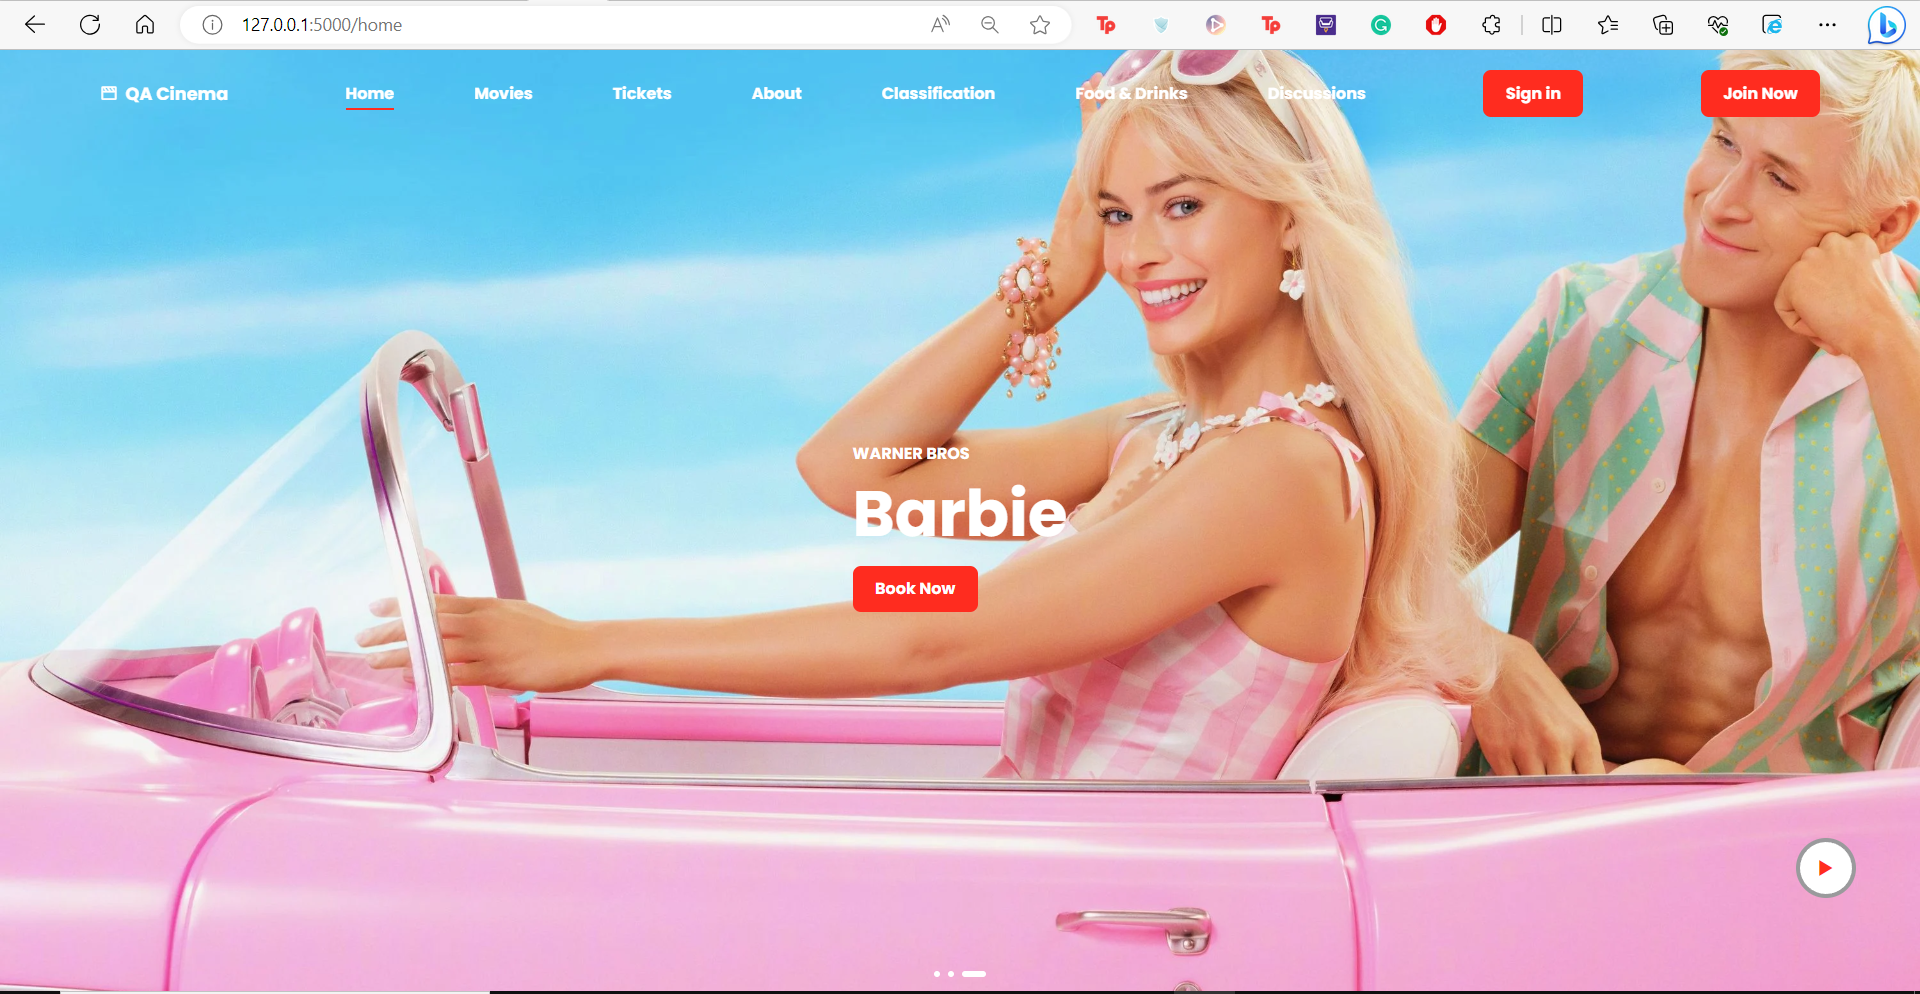 127.0.0.1:5000/home
QA Cinema
Home
Movies
Tickets
About
Classification
Food & Drinks
Discussions
Sign in
Join Now
WARNER BROS
Barbie
Book Now